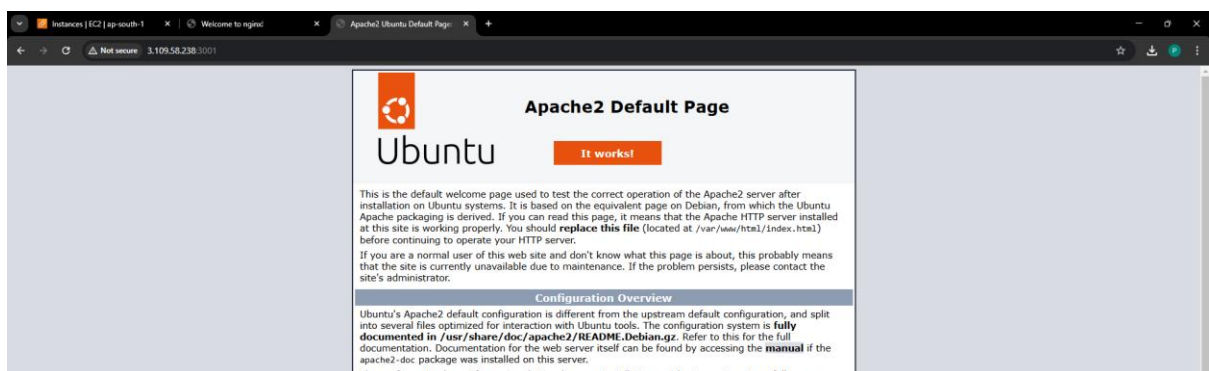 Instances | EC2 | ap-south-1
Welcome to nginx!
Apache2 Ubuntu Default Page:
Not secure 3.109.58.238:3001
P
Apache2 Default Page
Ubuntu
It works!
This is the default welcome page used to test the correct operation of the Apache2 server after
installation on Ubuntu systems. It is based on the equivalent page on Debian, from which the Ubuntu
Apache packaging is derived. If you can read this page, it means that the Apache HTTP server installed
at this site is working properly. You should replace this file (located at /var/www/html/index.html)
before continuing to operate your HTTP server.
If you are a normal user of this web site and don't know what this page is about, this probably means
that the site is currently unavailable due to maintenance. If the problem persists, please contact the
site's administrator.
Configuration Overview
Ubuntu's Apache2 default configuration is different from the upstream default configuration, and split
into several files optimized for interaction with Ubuntu tools. The configuration system is fully
documented in /usr/share/doc/apache2/README.Debian.gz. Refer to this for the full
documentation. Documentation for the web server itself can be found by accessing the manual if the
apache2-doc package was installed on this server.